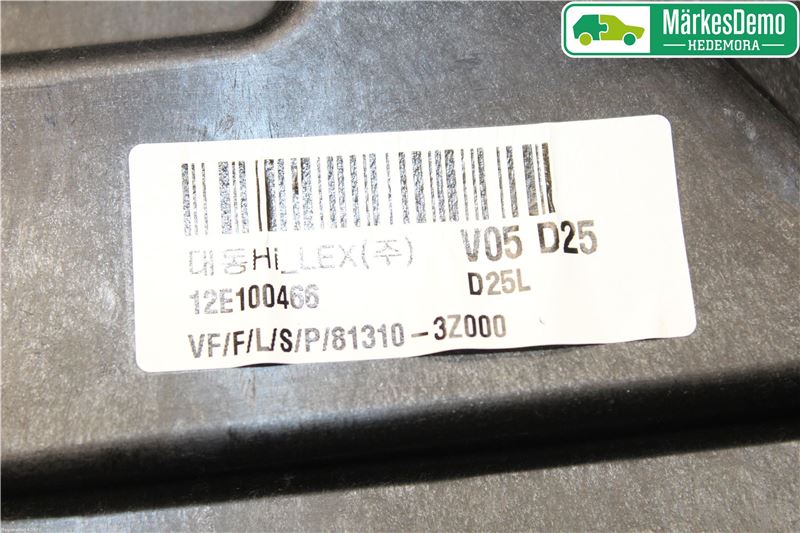 MärkesDemo
HEDEMORA
대동Hi_LEX(주) V05 D25
12E100466 D25L
VF/F/L/S/P/81310-3Z000